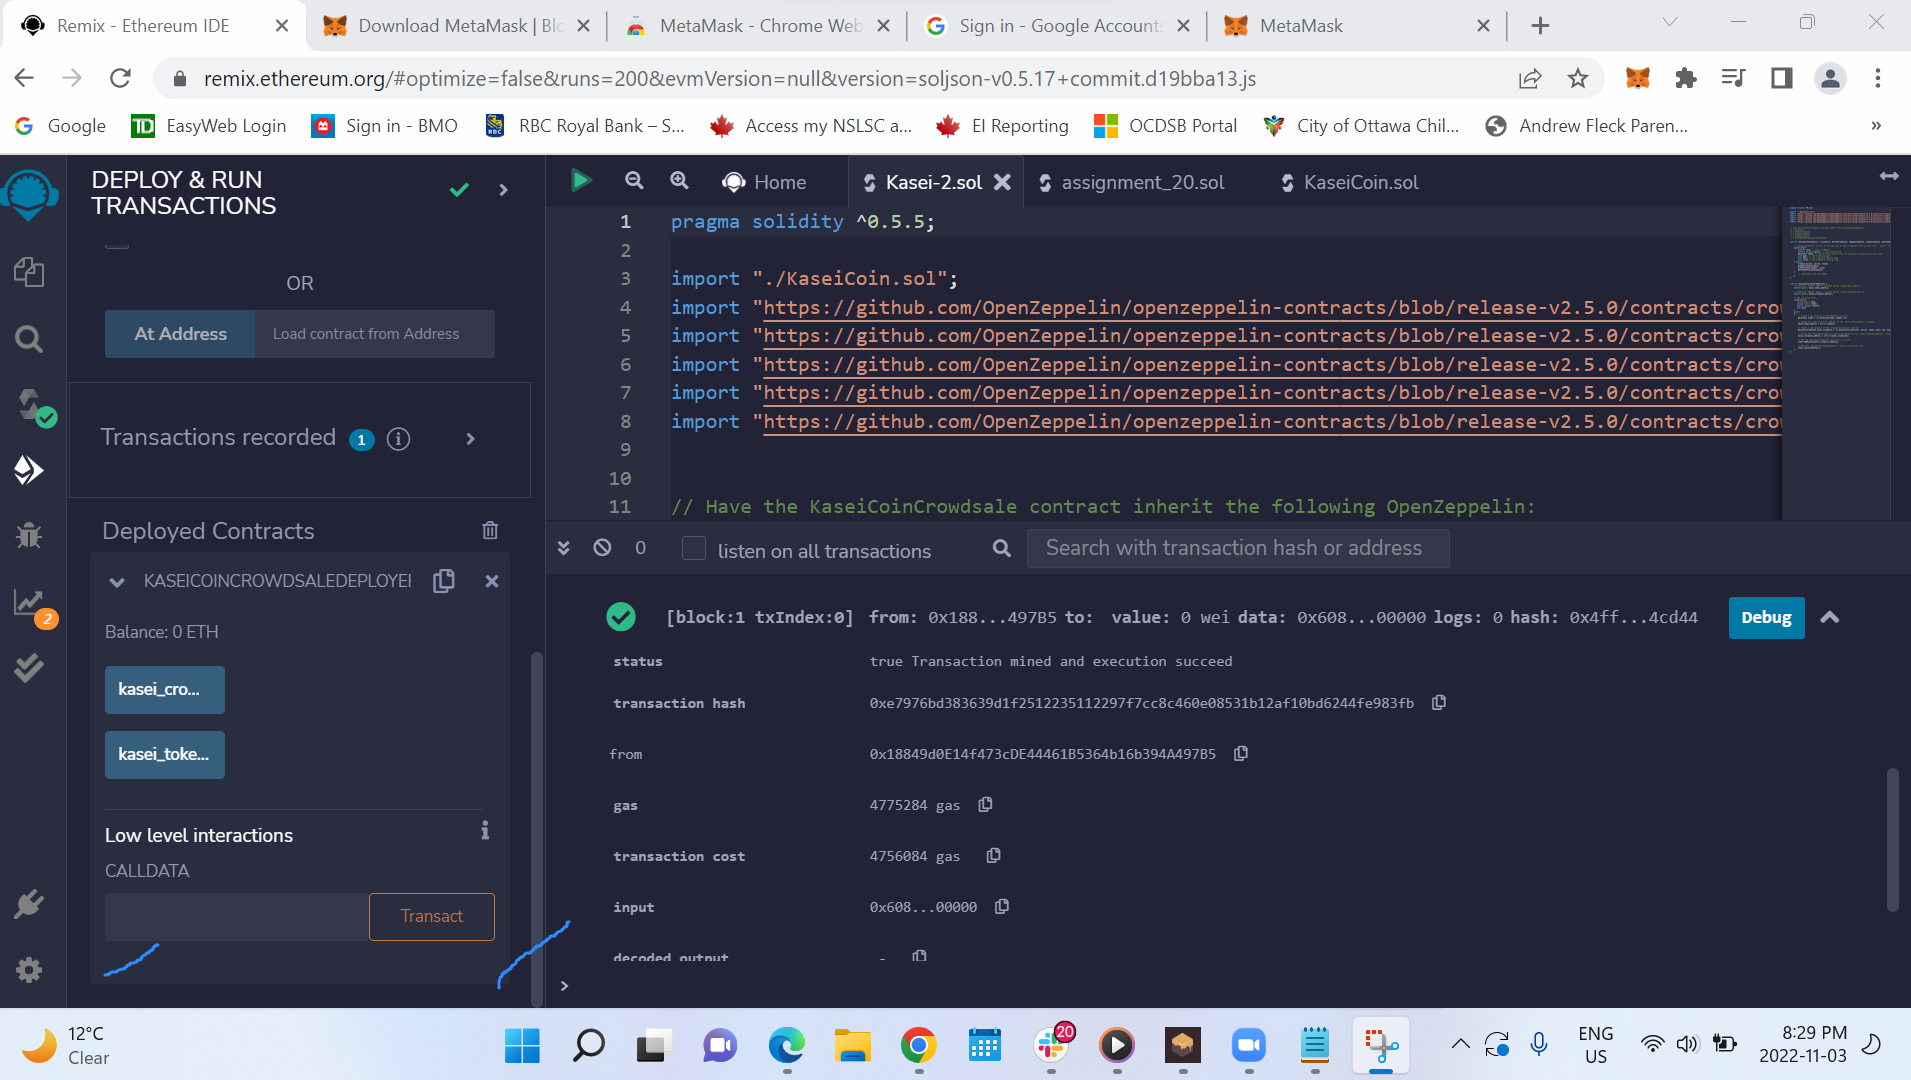 Remix - Ethereum IDE
Download MetaMask | Blo
MetaMask - Chrome Web
Sign in - Google Accounts
MetaMask
remix.ethereum.org/#optimize=false&runs=200&evmVersion=null&version=soljson-v0.5.17+commit.d19bba13.js
Google
EasyWeb Login
Sign in - BMO
RBC Royal Bank – S...
Access my NSLSC a...
EI Reporting
OCDSB Portal
City of Ottawa Chil...
Andrew Fleck Paren...
»
DEPLOY & RUN
TRANSACTIONS
OR
At Address
Load contract from Address
Transactions recorded 1
Deployed Contracts
KASEICOINCROWDSALEDEPLOYER
Balance: 0 ETH
kasei_cro...
kasei_toke...
Low level interactions
CALLDATA
Transact
2
Home
Kasei-2.sol
assignment_20.sol
KaseiCoin.sol
1 pragma solidity ^0.5.5;
2
3 import "./KaseiCoin.sol";
4 import "https://github.com/OpenZeppelin/openzeppelin-contracts/blob/release-v2.5.0/contracts/crow
5 import "https://github.com/OpenZeppelin/openzeppelin-contracts/blob/release-v2.5.0/contracts/crow
6 import "https://github.com/OpenZeppelin/openzeppelin-contracts/blob/release-v2.5.0/contracts/crow
7 import "https://github.com/OpenZeppelin/openzeppelin-contracts/blob/release-v2.5.0/contracts/crow
8 import "https://github.com/OpenZeppelin/openzeppelin-contracts/blob/release-v2.5.0/contracts/crow
9
10
11 // Have the KaseiCoinCrowdsale contract inherit the following OpenZeppelin:
0
listen on all transactions
Search with transaction hash or address
[block:1 txIndex:0] from: 0x188...497B5 to: value: 0 wei data: 0x608...00000 logs: 0 hash: 0x4ff...4cd44
Debug
status true Transaction mined and execution succeed
transaction hash 0xe7976bd383639d1f2512235112297f7cc8c460e08531b12af10bd6244fe983fb
from 0x18849d0E14f473cDE44461B5364b16b394A497B5
gas 4775284 gas
transaction cost 4756084 gas
input 0x608...00000
decoded output -
>
12°C
Clear
20
ENG
US
8:29 PM
2022-11-03